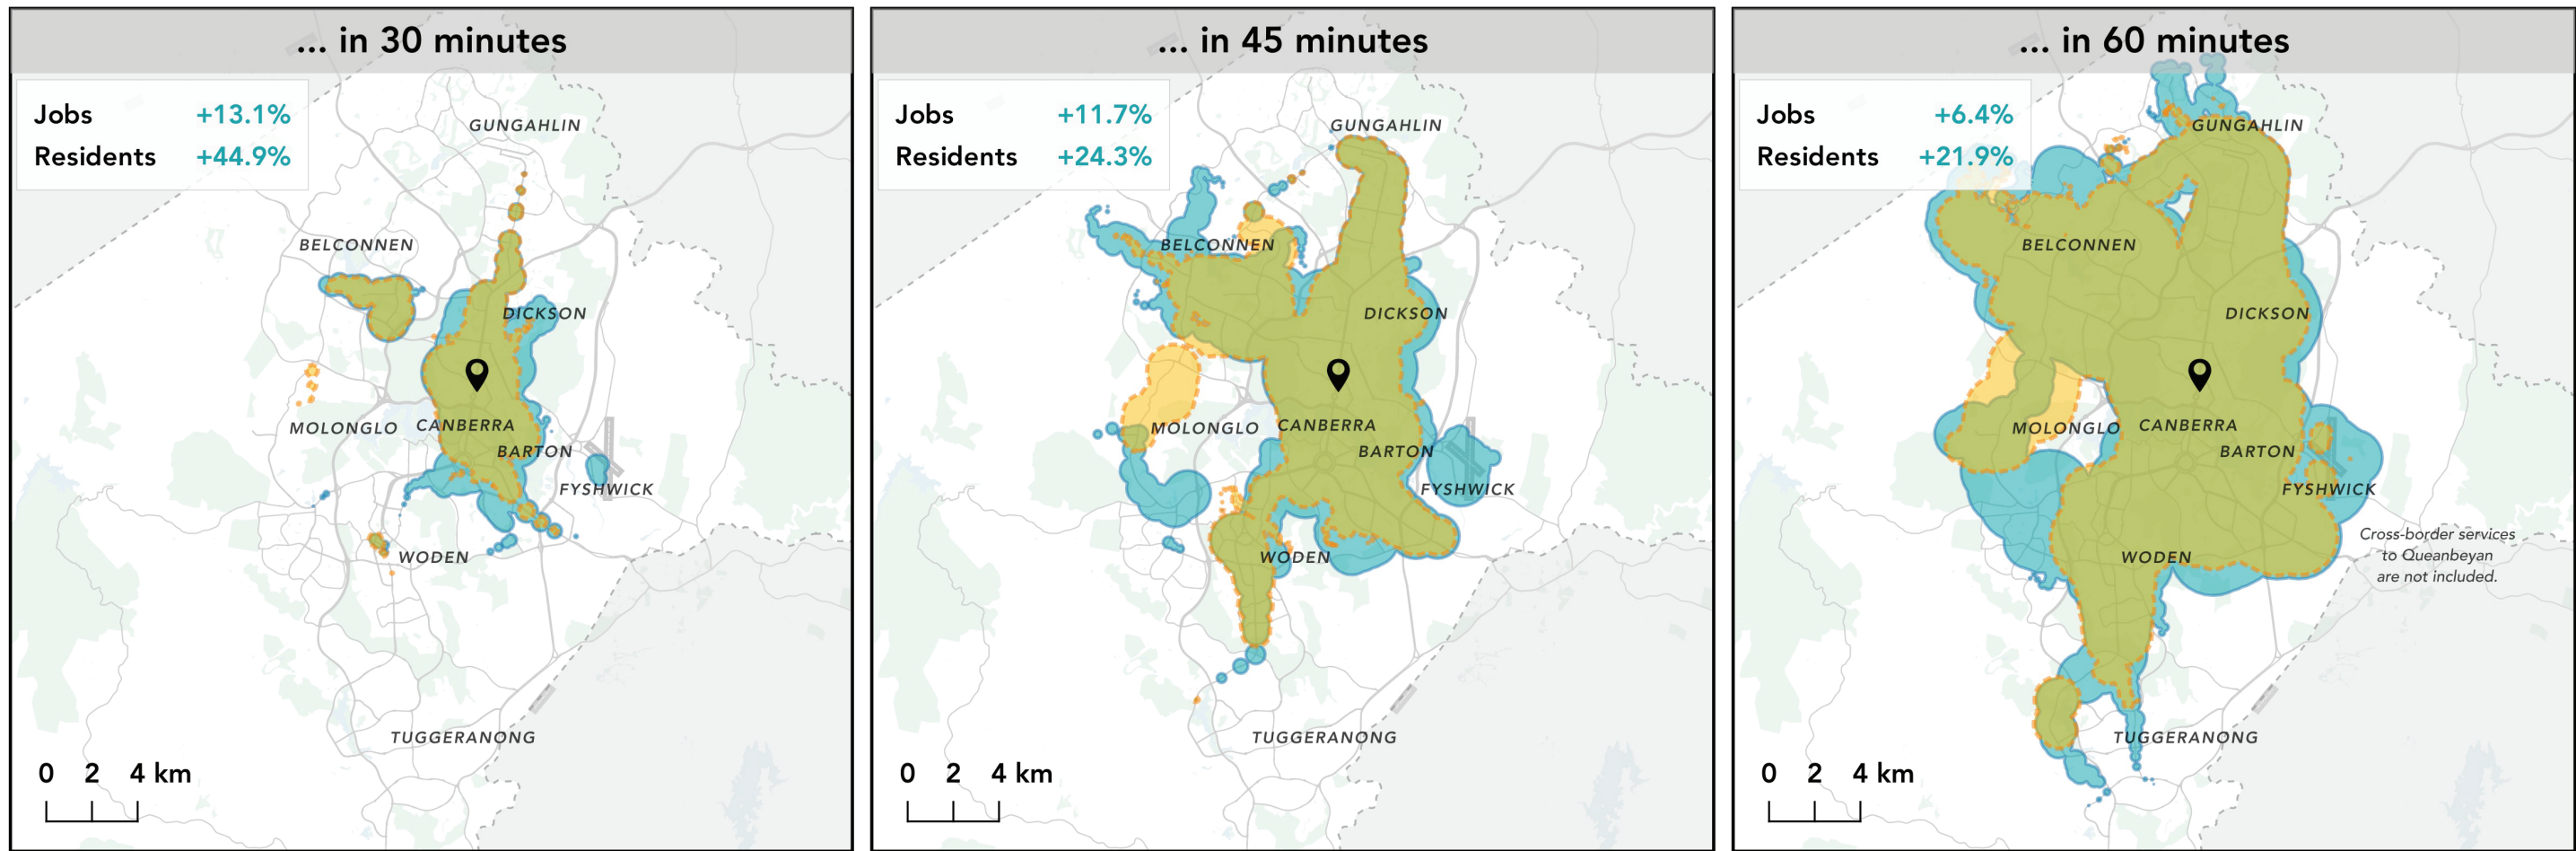 ... in 30 minutes
Jobs +13.1%
Residents +44.9%
GUNGAHLIN
BELCONNEN
DICKSON
MOLONGLO
CANBERRA
BARTON
FYSHWICK
WODEN
TUGGERANONG
0 2 4 km
... in 45 minutes
Jobs +11.7%
Residents +24.3%
GUNGAHLIN
BELCONNEN
DICKSON
MOLONGLO
CANBERRA
BARTON
FYSHWICK
WODEN
TUGGERANONG
0 2 4 km
... in 60 minutes
Jobs +6.4%
Residents +21.9%
GUNGAHLIN
BELCONNEN
DICKSON
MOLONGLO
CANBERRA
BARTON
FYSHWICK
Cross-border services
to Queanbeyan
are not included.
WODEN
TUGGERANONG
0 2 4 km